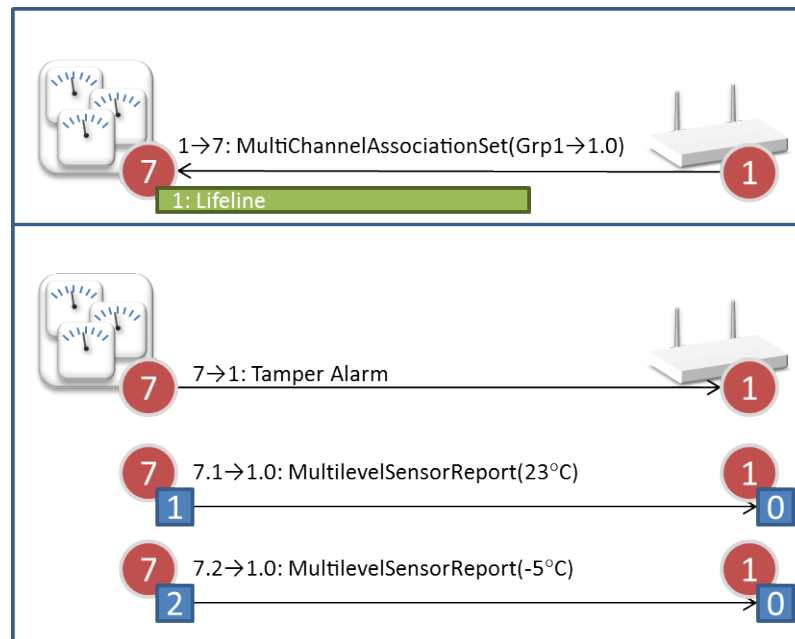 1→7: MultiChannelAssociationSet(Grp1→1.0)
7
1
1: Lifeline
7→1: Tamper Alarm
7
1
7
7.1→1.0: MultilevelSensorReport(23°C)
1
1
0
7
7.2→1.0: MultilevelSensorReport(-5°C)
1
2
0